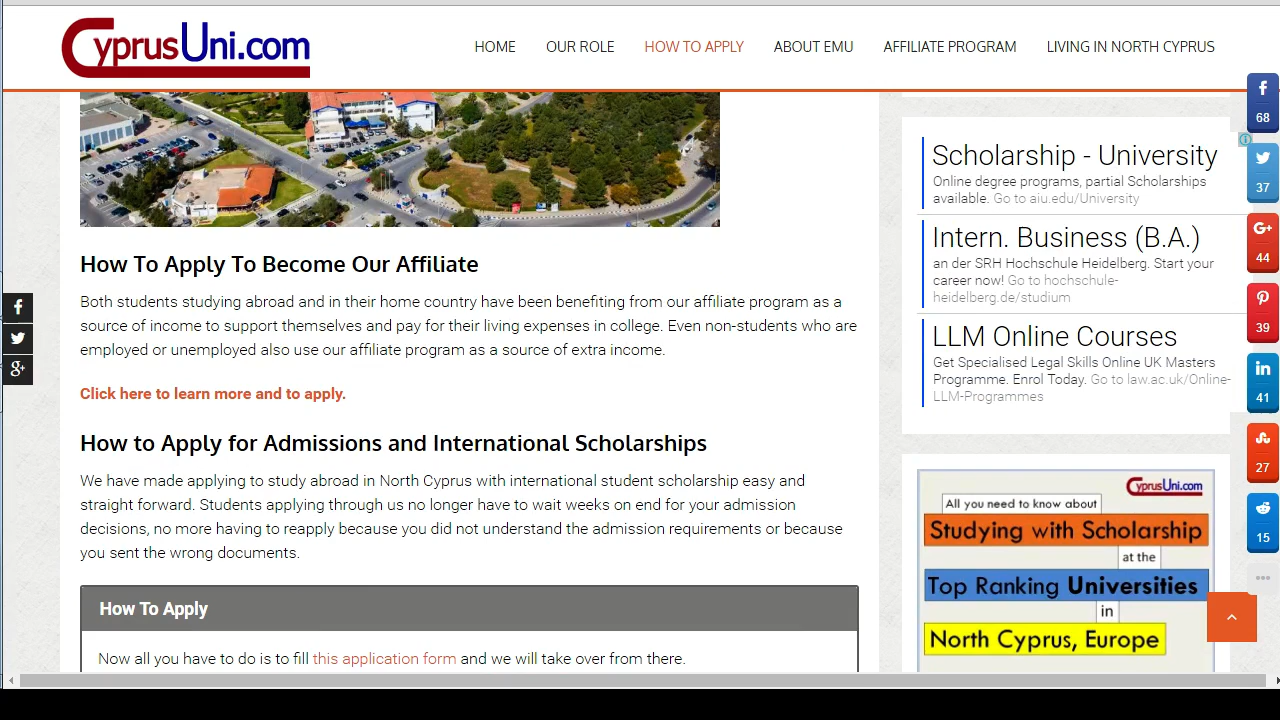 CyprusUni.com
HOME OUR ROLE HOW TO APPLY ABOUT EMU AFFILIATE PROGRAM LIVING IN NORTH CYPRUS
How To Apply To Become Our Affiliate
Both students studying abroad and in their home country have been benefiting from our affiliate program as a
source of income to support themselves and pay for their living expenses in college. Even non-students who are
employed or unemployed also use our affiliate program as a source of extra income.
Click here to learn more and to apply.
How to Apply for Admissions and International Scholarships
We have made applying to study abroad in North Cyprus with international student scholarship easy and
straight forward. Students applying through us no longer have to wait weeks on end for your admission
decisions, no more having to reapply because you did not understand the admission requirements or because
you sent the wrong documents.
How To Apply
Now all you have to do is to fill this application form and we will take over from there.
Scholarship - University
Online degree programs, partial Scholarships
available. Go to aiu.edu/University
Intern. Business (B.A.)
an der SRH Hochschule Heidelberg. Start your
career now! Go to hochschule-
heidelberg.de/studium
LLM Online Courses
Get Specialised Legal Skills Online UK Masters
Programme. Enrol Today. Go to law.ac.uk/Online-
LLM-Programmes
CyprusUni.com
All you need to know about
Studying with Scholarship
at the
Top Ranking Universities
in
North Cyprus, Europe
68
37
G+
44
39
in
41
27
15
g+